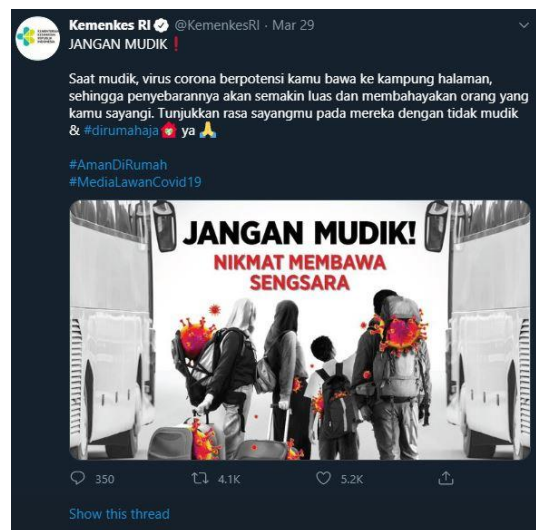 Kemenkes RI @KemenkesRI · Mar 29
JANGAN MUDIK❗
Saat mudik, virus corona berpotensi kamu bawa ke kampung halaman,
sehingga penyebarannya akan semakin luas dan membahayakan orang yang
kamu sayangi. Tunjukkan rasa sayangmu pada mereka dengan tidak mudik
& #dirumahaja ya 🙏
#AmanDiRumah
#MediaLawanCovid19
JANGAN MUDIK!
NIKMAT MEMBAWA
SENGSARA
350 4.1K 5.2K
Show this thread